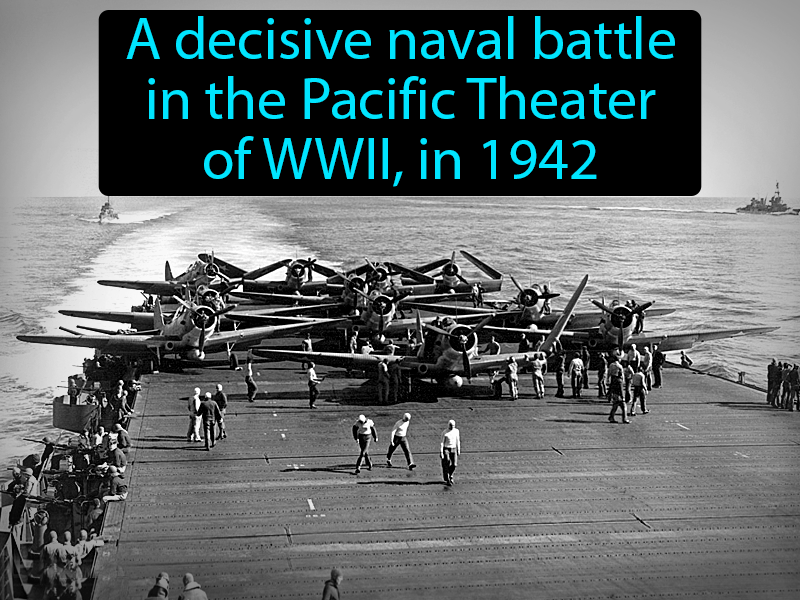 A decisive naval battle
in the Pacific Theater
of WWII, in 1942